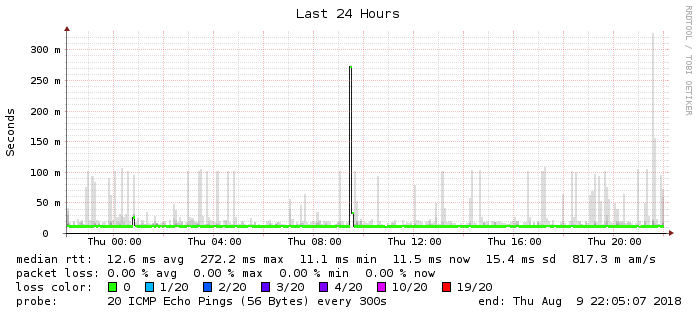 Last 24 Hours
RRDTOOL / TOBI OETIKER
Seconds
300 m
250 m
200 m
150 m
100 m
50 m
0
Thu 00:00 Thu 04:00 Thu 08:00 Thu 12:00 Thu 16:00 Thu 20:00
median rtt: 12.6 ms avg 272.2 ms max 11.1 ms min 11.5 ms now 15.4 ms sd 817.3 m am/s
packet loss: 0.00 % avg 0.00 % max 0.00 % min 0.00 % now
loss color: 0 1/20 2/20 3/20 4/20 10/20 19/20
probe: 20 ICMP Echo Pings (56 Bytes) every 300s end: Thu Aug 9 22:05:07 2018